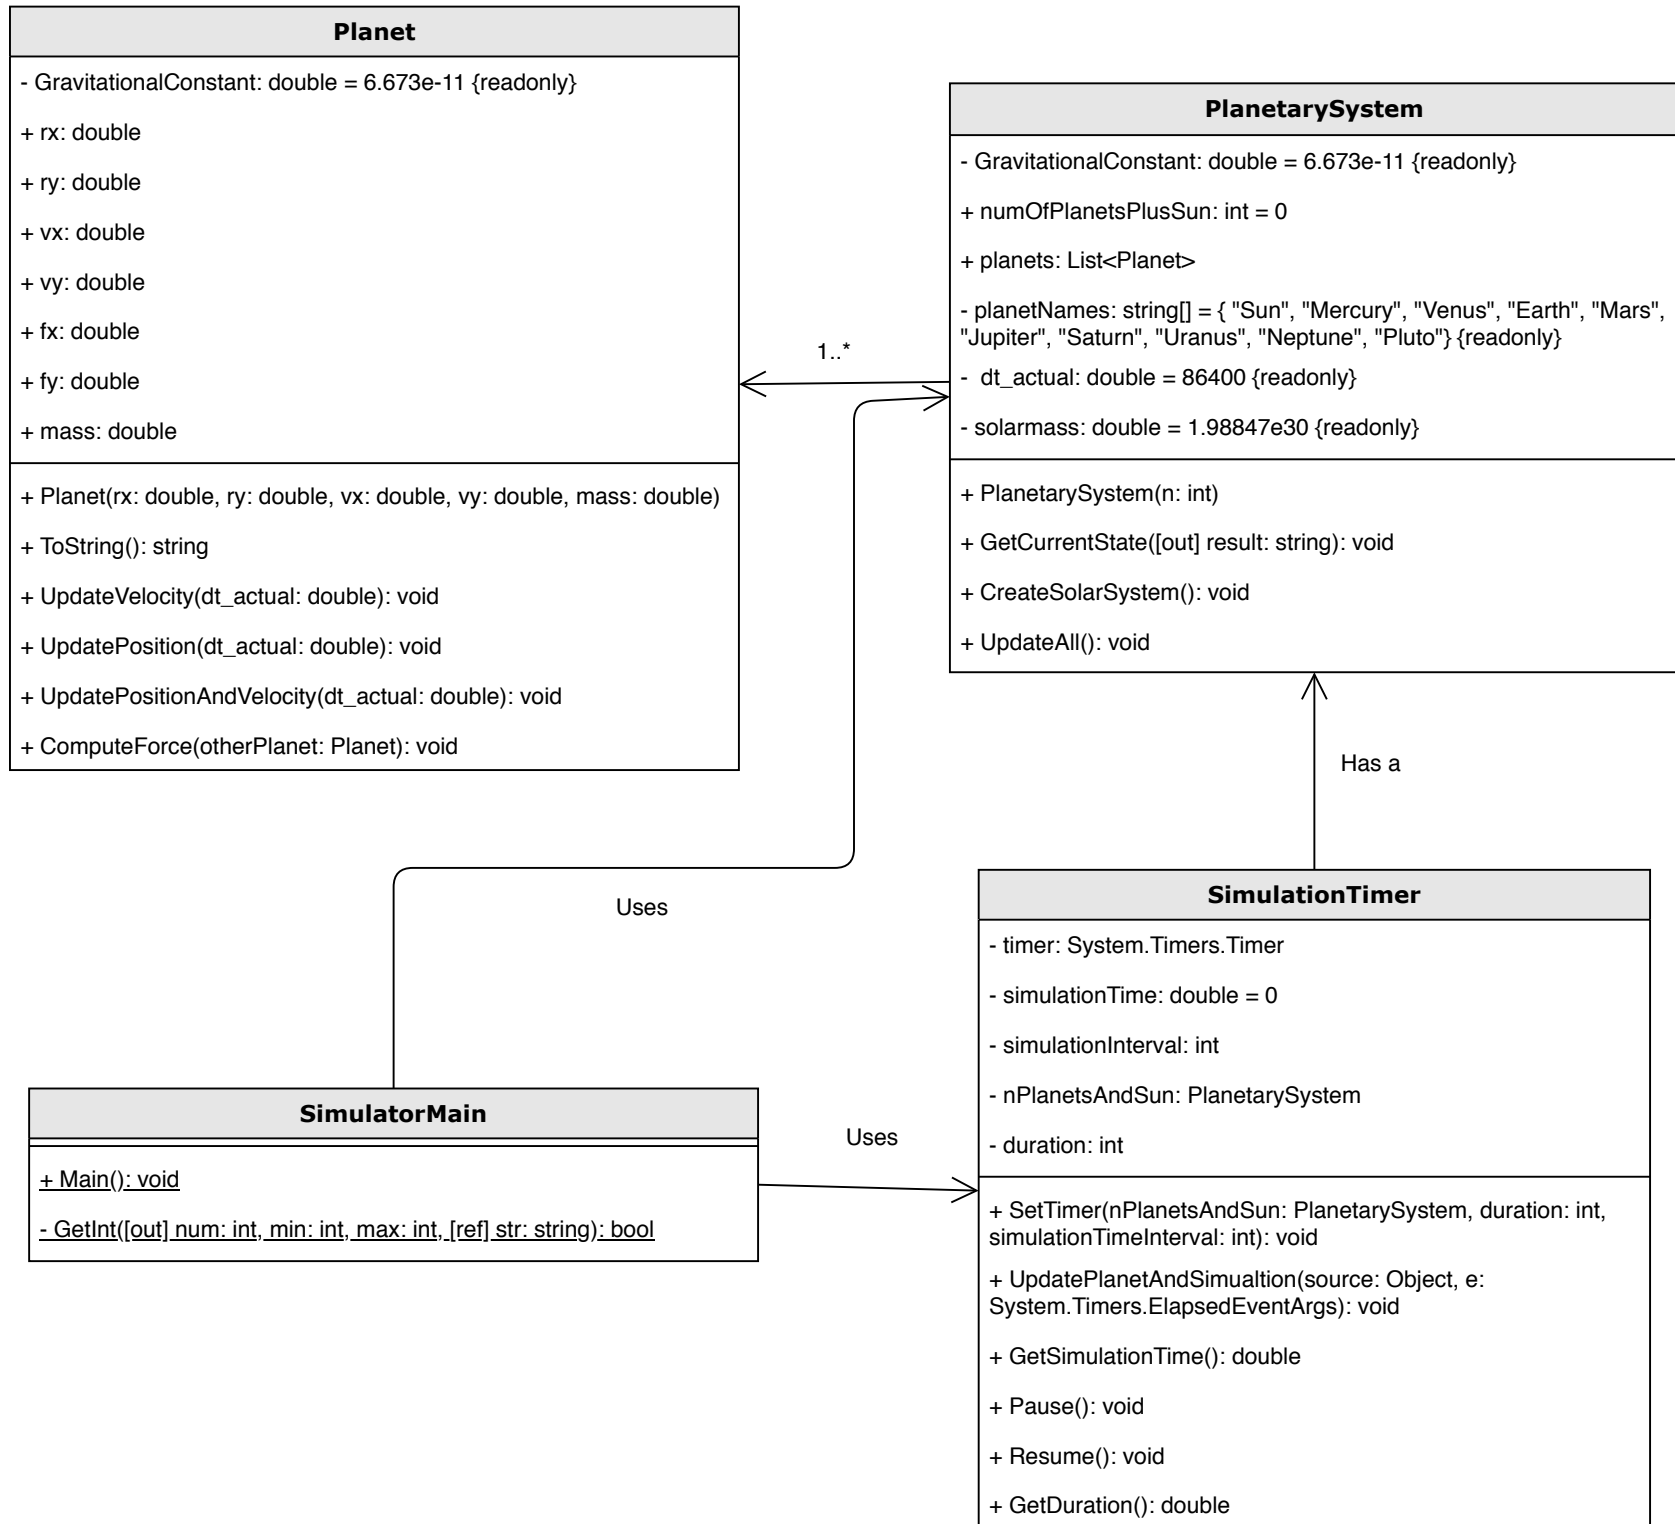 Planet
- GravitationalConstant: double = 6.673e-11 {readonly}
+ rx: double
+ ry: double
+ vx: double
+ vy: double
+ fx: double
+ fy: double
+ mass: double
+ Planet(rx: double, ry: double, vx: double, vy: double, mass: double)
+ ToString(): string
+ UpdateVelocity(dt_actual: double): void
+ UpdatePosition(dt_actual: double): void
+ UpdatePositionAndVelocity(dt_actual: double): void
+ ComputeForce(otherPlanet: Planet): void
1..*
PlanetarySystem
- GravitationalConstant: double = 6.673e-11 {readonly}
+ numOfPlanetsPlusSun: int = 0
+ planets: List<Planet>
- planetNames: string[] = { "Sun", "Mercury", "Venus", "Earth", "Mars",
"Jupiter", "Saturn", "Uranus", "Neptune", "Pluto"} {readonly}
- dt_actual: double = 86400 {readonly}
- solarmass: double = 1.98847e30 {readonly}
+ PlanetarySystem(n: int)
+ GetCurrentState([out] result: string): void
+ CreateSolarSystem(): void
+ UpdateAll(): void
Has a
Uses
SimulatorMain
+ Main(): void
- GetInt([out] num: int, min: int, max: int, [ref] str: string): bool
Uses
SimulationTimer
- timer: System.Timers.Timer
- simulationTime: double = 0
- simulationInterval: int
- nPlanetsAndSun: PlanetarySystem
- duration: int
+ SetTimer(nPlanetsAndSun: PlanetarySystem, duration: int,
simulationTimeInterval: int): void
+ UpdatePlanetAndSimualtion(source: Object, e:
System.Timers.ElapsedEventArgs): void
+ GetSimulationTime(): double
+ Pause(): void
+ Resume(): void
+ GetDuration(): double